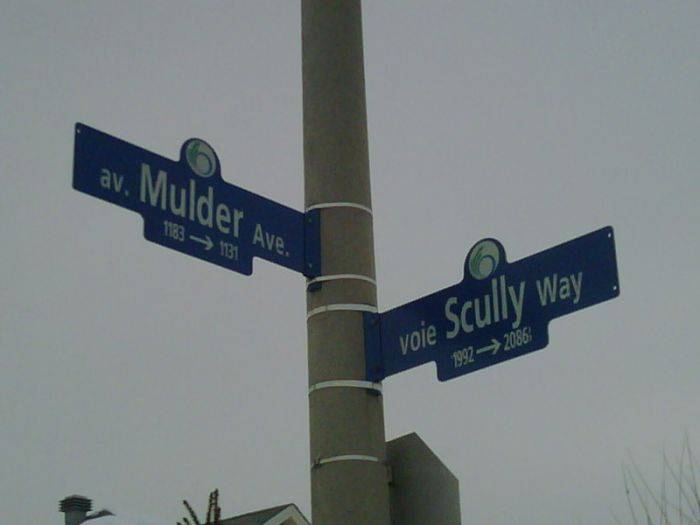 av. Mulder Ave.
1183 → 1131
voie Scully Way
1992 → 2086